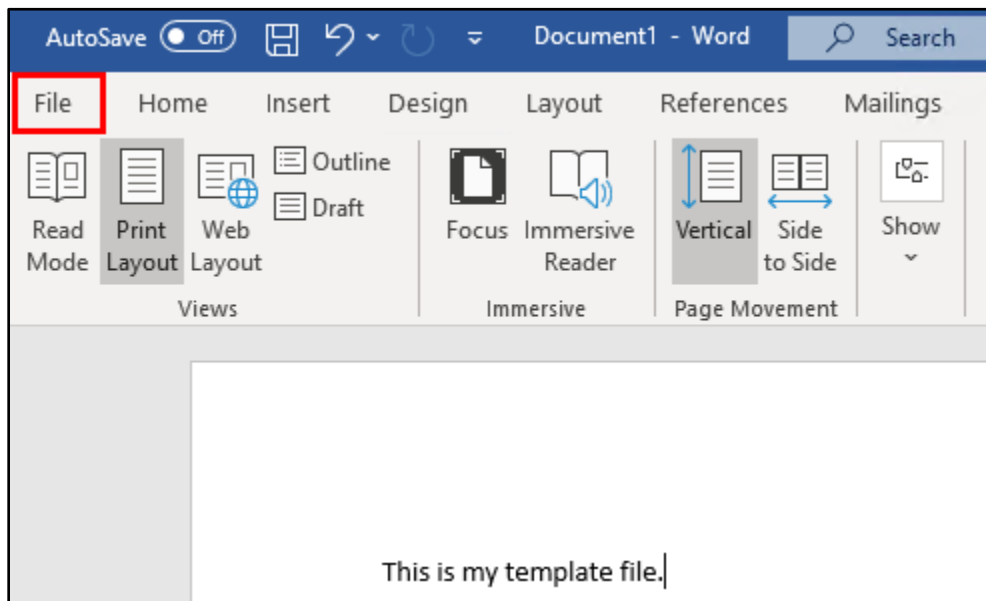 AutoSave Off Document1 - Word Search
File Home Insert Design Layout References Mailings
Read Mode
Print Layout
Web Layout
Outline
Draft
Views
Focus
Immersive Reader
Immersive
Vertical
Side to Side
Page Movement
Show
This is my template file.